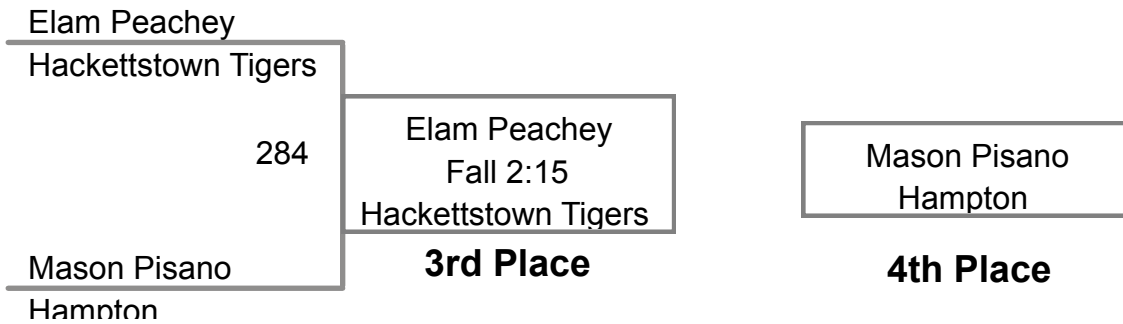 Elam Peachey
Hackettstown Tigers
284
Elam Peachey
Fall 2:15
Hackettstown Tigers
3rd Place
Mason Pisano
Hampton
4th Place
Mason Pisano
Hampton